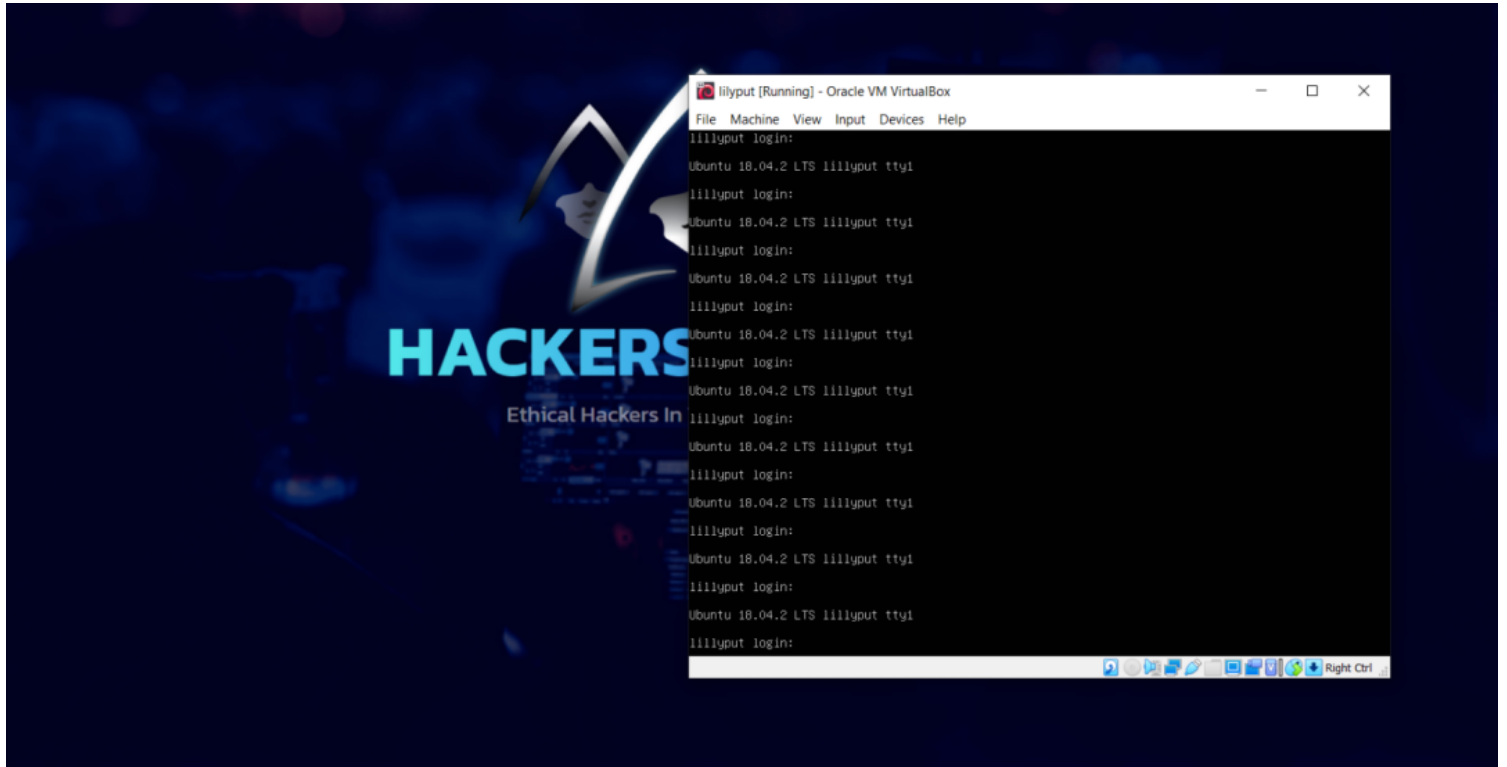 lilyput [Running] - Oracle VM VirtualBox
File Machine View Input Devices Help
lillyput login:
Ubuntu 18.04.2 LTS lillyput tty1
lillyput login:
Ubuntu 18.04.2 LTS lillyput tty1
lillyput login:
Ubuntu 18.04.2 LTS lillyput tty1
lillyput login:
Ubuntu 18.04.2 LTS lillyput tty1
lillyput login:
Ubuntu 18.04.2 LTS lillyput tty1
lillyput login:
Ubuntu 18.04.2 LTS lillyput tty1
lillyput login:
Ubuntu 18.04.2 LTS lillyput tty1
lillyput login:
Ubuntu 18.04.2 LTS lillyput tty1
lillyput login:
Ubuntu 18.04.2 LTS lillyput tty1
lillyput login:
Right Ctrl
HACKERS
Ethical Hackers In